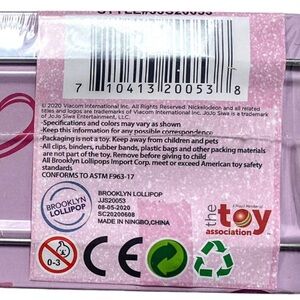 STYLE#JJS20053
7 10413 20053 8
© 2020 Viacom International Inc. All Rights Reserved. Nickelodeon and all related
titles and logos are trademarks of Viacom International Inc. JoJo Siwa is a trademark
of JoJo Siwa Entertainment, LLC.
-Specifications and colors may vary as shown
-Keep this information for any possible correspondence
-Packaging is not a toy. Keep away from children and pets
-All clips, binders, rubber bands, plastic bags and other packing materials
are not part of the toy. Remove before giving to child
All Brooklyn Lollipops Import Corp. meet or exceed American toy safety
standards
CONFORMS TO ASTM F963-17
BROOKLYN
LOLLIPOP
BROOKLYN LOLLIPOP
JJS20053
08-05-2020
SC20200608
MADE IN NINGBO,CHINA
the toy
association
0-3
CE